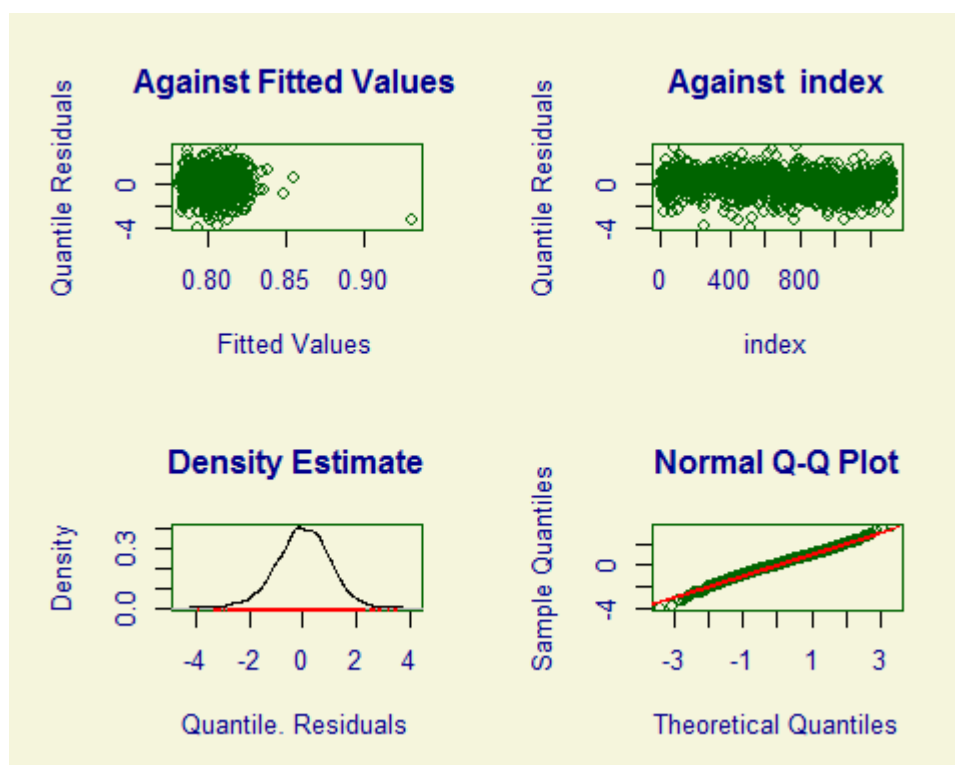 Against Fitted Values
Quantile Residuals
0
-4
0.80 0.85 0.90
Fitted Values
Against index
Quantile Residuals
0
-4
0 400 800
index
Density Estimate
Density
0.3
0.0
-4 -2 0 2 4
Quantile. Residuals
Normal Q-Q Plot
Sample Quantiles
0
-4
-3 -1 1 3
Theoretical Quantiles